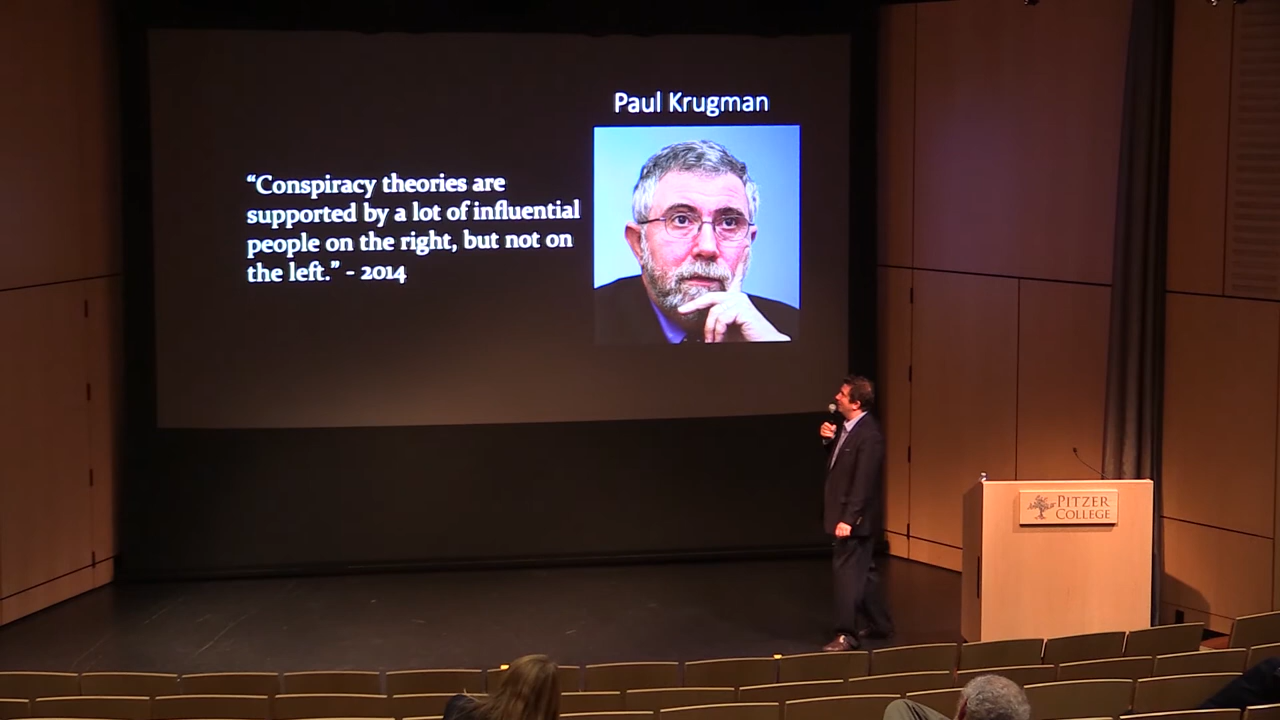 Paul Krugman
“Conspiracy theories are
supported by a lot of influential
people on the right, but not on
the left.” - 2014
PITZER
COLLEGE